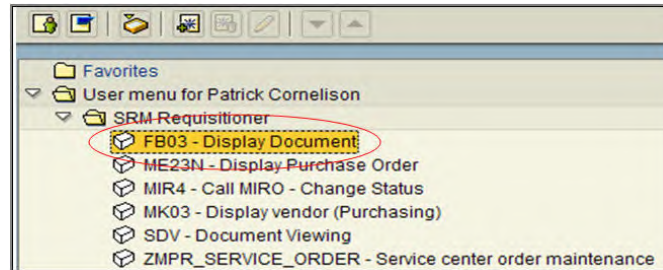 Favorites
User menu for Patrick Cornelison
SRM Requisitioner
FB03 - Display Document
ME23N - Display Purchase Order
MIR4 - Call MIRO - Change Status
MK03 - Display vendor (Purchasing)
SDV - Document Viewing
ZMPR_SERVICE_ORDER - Service center order maintenance